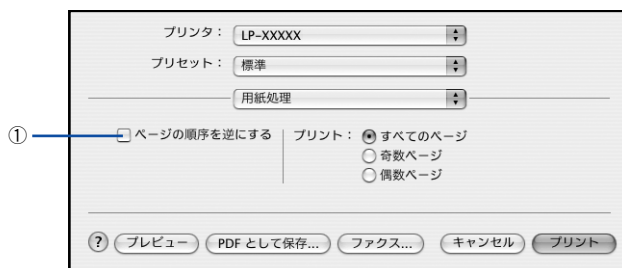 プリンタ： LP-XXXXX
プリセット： 標準
用紙処理
① ページの順序を逆にする プリント： すべてのページ
奇数ページ
偶数ページ
? プレビュー PDF として保存... ファクス... キャンセル プリント